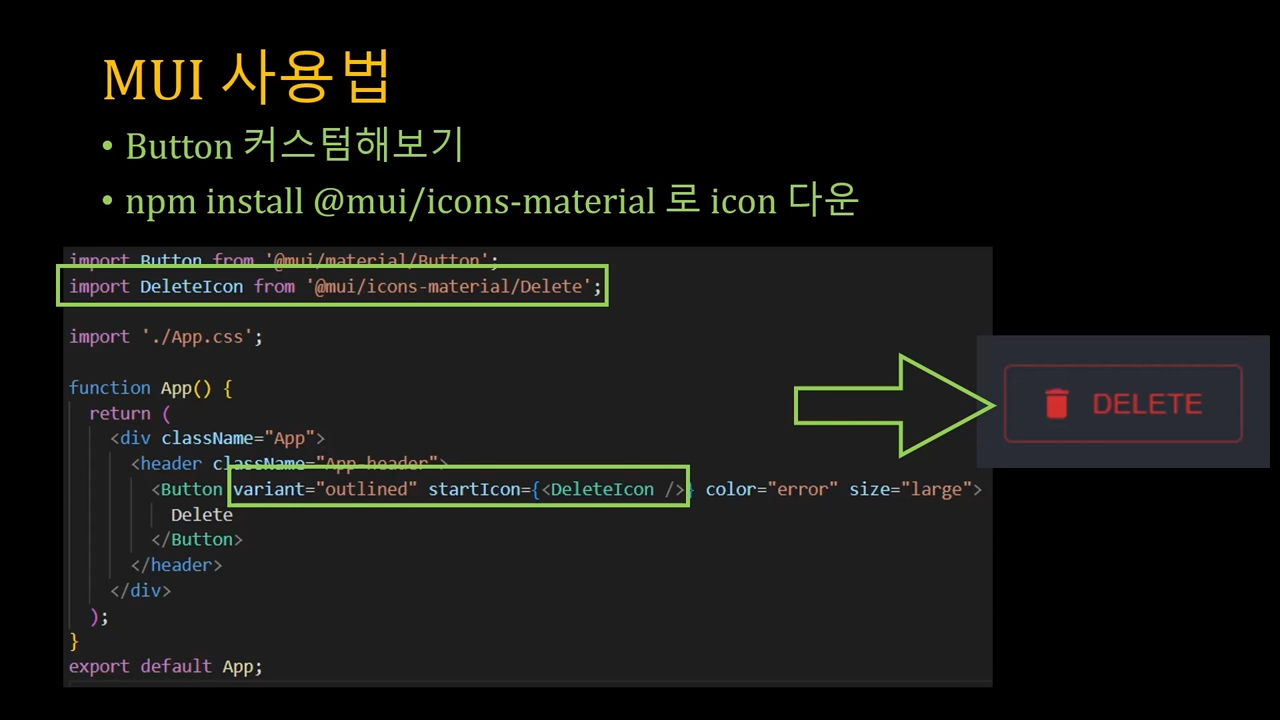 MUI 사용법
• Button 커스텀해보기
• npm install @mui/icons-material 로 icon 다운
import Button from '@mui/material/Button';
import DeleteIcon from '@mui/icons-material/Delete';
import './App.css';
function App() {
return (
<div className="App">
<header className="App-header">
<Button variant="outlined" startIcon={<DeleteIcon />} color="error" size="large">
Delete
</Button>
</header>
</div>
);
}
export default App;
DELETE